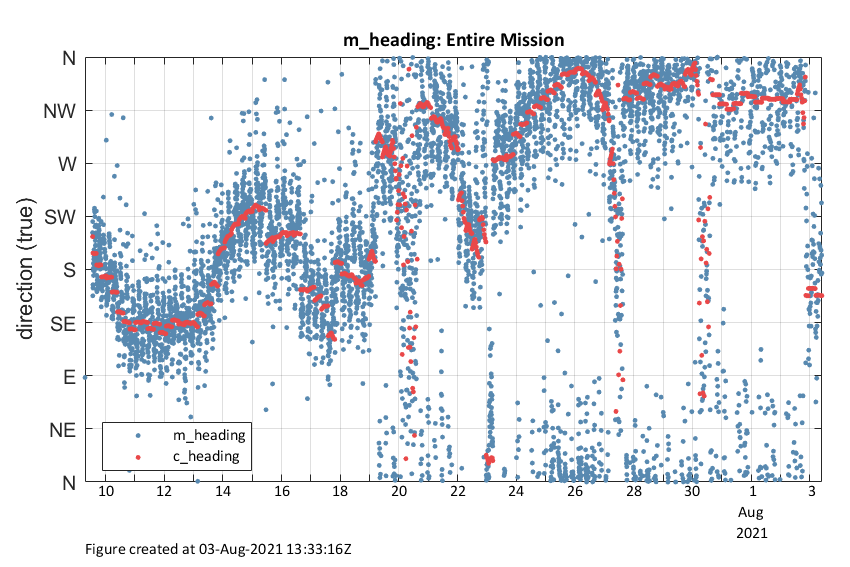 m_heading: Entire Mission
N
NW
W
SW
S
SE
E
NE
N
direction (true)
m_heading
c_heading
10 12 14 16 18 20 22 24 26 28 30 1 3
Aug
2021
Figure created at 03-Aug-2021 13:33:16Z